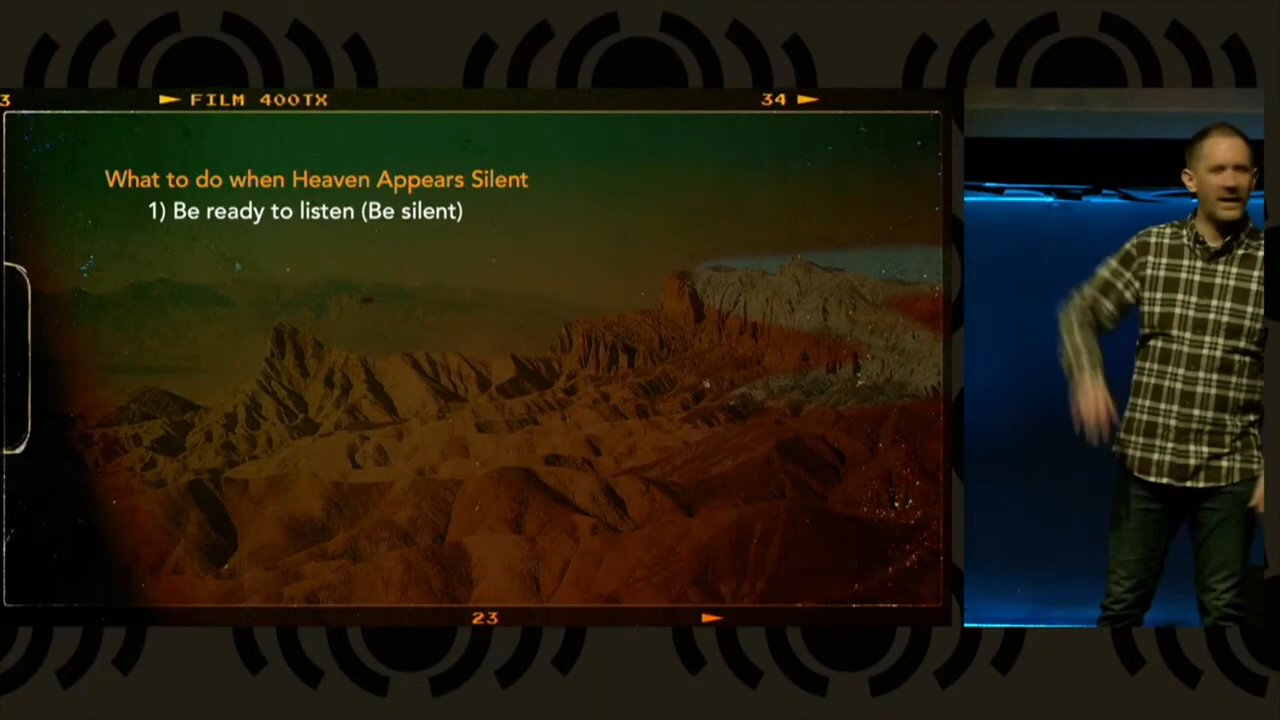 3 FILM 400TX 34
What to do when Heaven Appears Silent
1) Be ready to listen (Be silent)
23